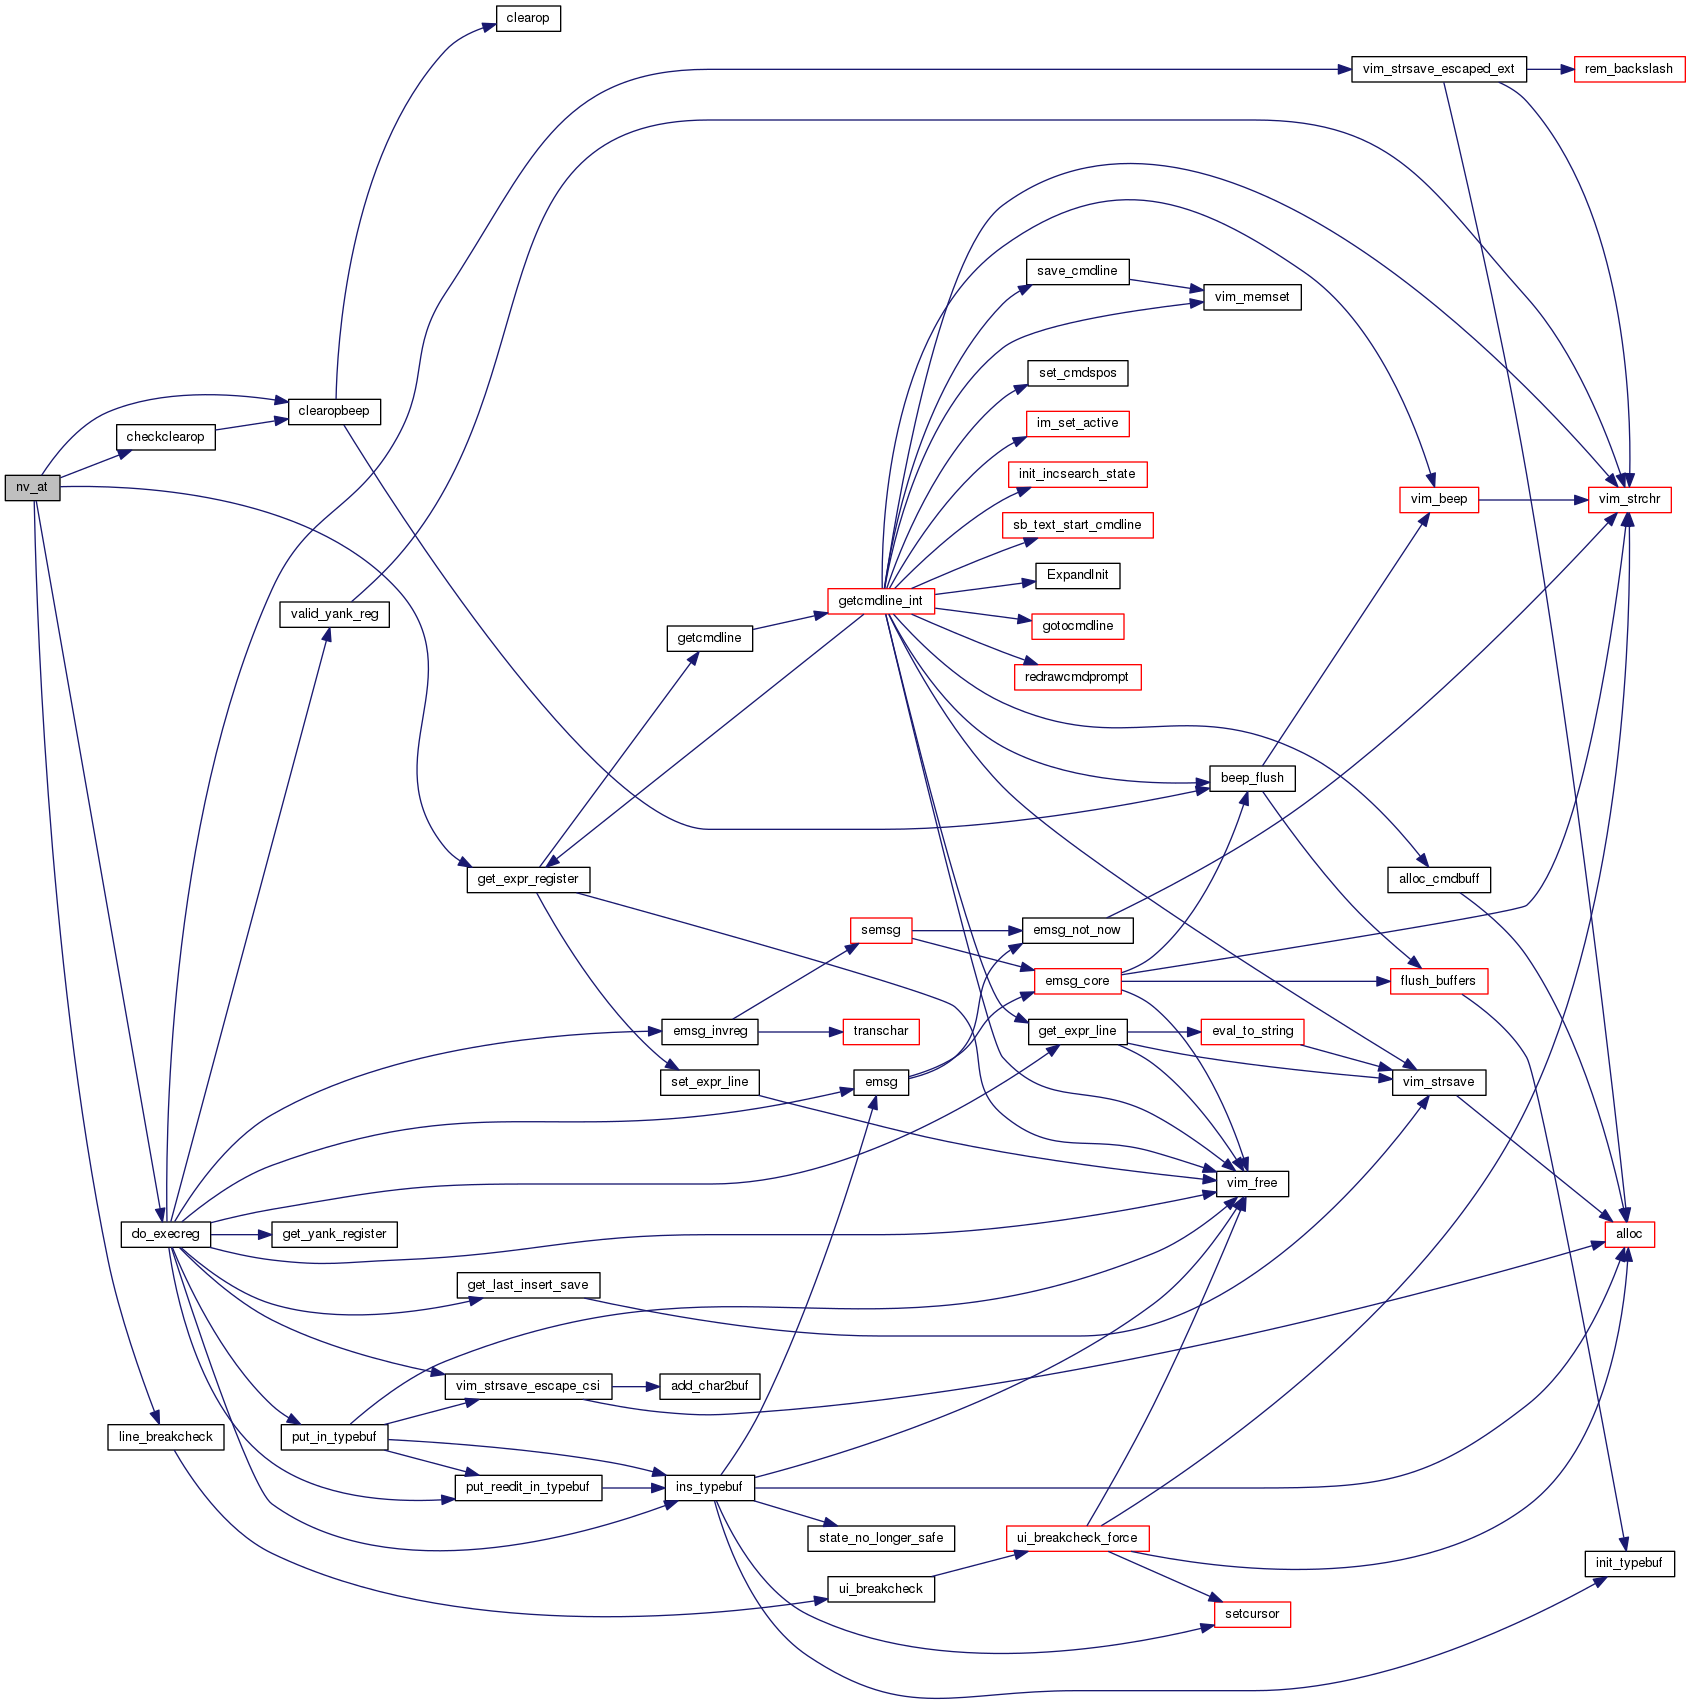 clearop
vim_strsave_escaped_ext
rem_backslash
save_cmdline
vim_memset
set_cmdspos
clearopbeep
im_set_active
checkclearop
init_incsearch_state
nv_at
vim_beep
vim_strchr
sb_text_start_cmdline
ExpandInit
getcmdline_int
valid_yank_reg
gotocmdline
getcmdline
redrawcmdprompt
beep_flush
get_expr_register
alloc_cmdbuff
semsg
emsg_not_now
emsg_core
flush_buffers
emsg_invreg
transchar
get_expr_line
eval_to_string
set_expr_line
emsg
vim_strsave
vim_free
do_execreg
get_yank_register
alloc
get_last_insert_save
vim_strsave_escape_csi
add_char2buf
line_breakcheck
put_in_typebuf
put_reedit_in_typebuf
ins_typebuf
state_no_longer_safe
ui_breakcheck_force
init_typebuf
ui_breakcheck
setcursor